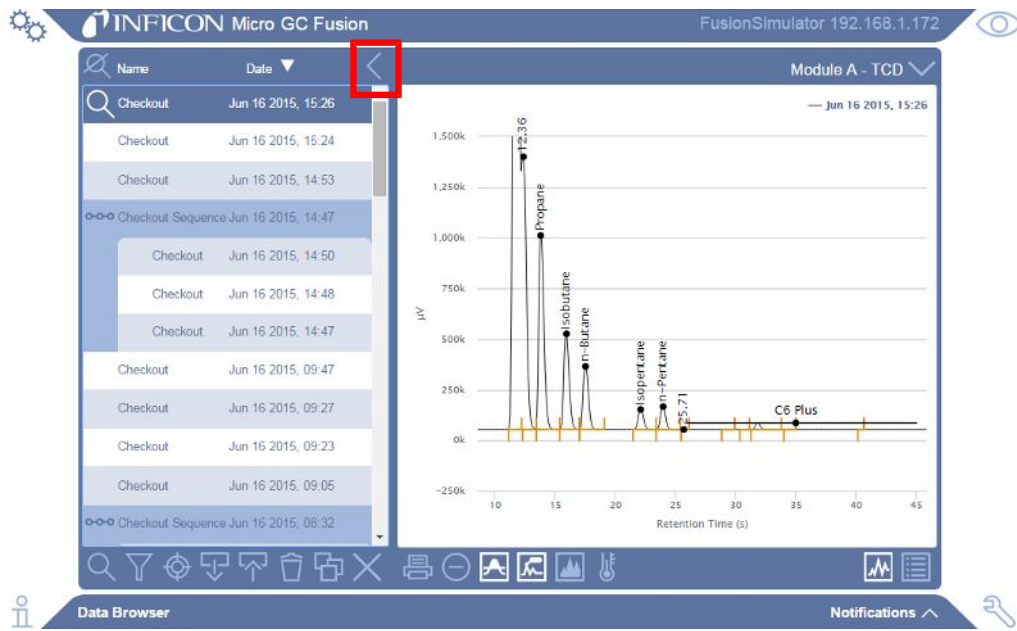 INFICON Micro GC Fusion
FusionSimulator 192.168.1.172
Name Date ▼
Module A - TCD
Checkout Jun 16 2015, 15:26
Checkout Jun 16 2015, 15:24
Checkout Jun 16 2015, 14:53
Checkout Sequence Jun 16 2015, 14:47
Checkout Jun 16 2015, 14:50
Checkout Jun 16 2015, 14:48
Checkout Jun 16 2015, 14:47
Checkout Jun 16 2015, 09:47
Checkout Jun 16 2015, 09:27
Checkout Jun 16 2015, 09:23
Checkout Jun 16 2015, 09:05
Checkout Sequence Jun 16 2015, 08:32
Jun 16 2015, 15:26
1,500k
1,250k
1,000k
750k
500k
250k
0k
-250k
µV
12.36
Propane
Isobutane
n-Butane
Isopentane
n-Pentane
25.71
C6 Plus
10 15 20 25 30 35 40 45
Retention Time (s)
Data Browser
Notifications